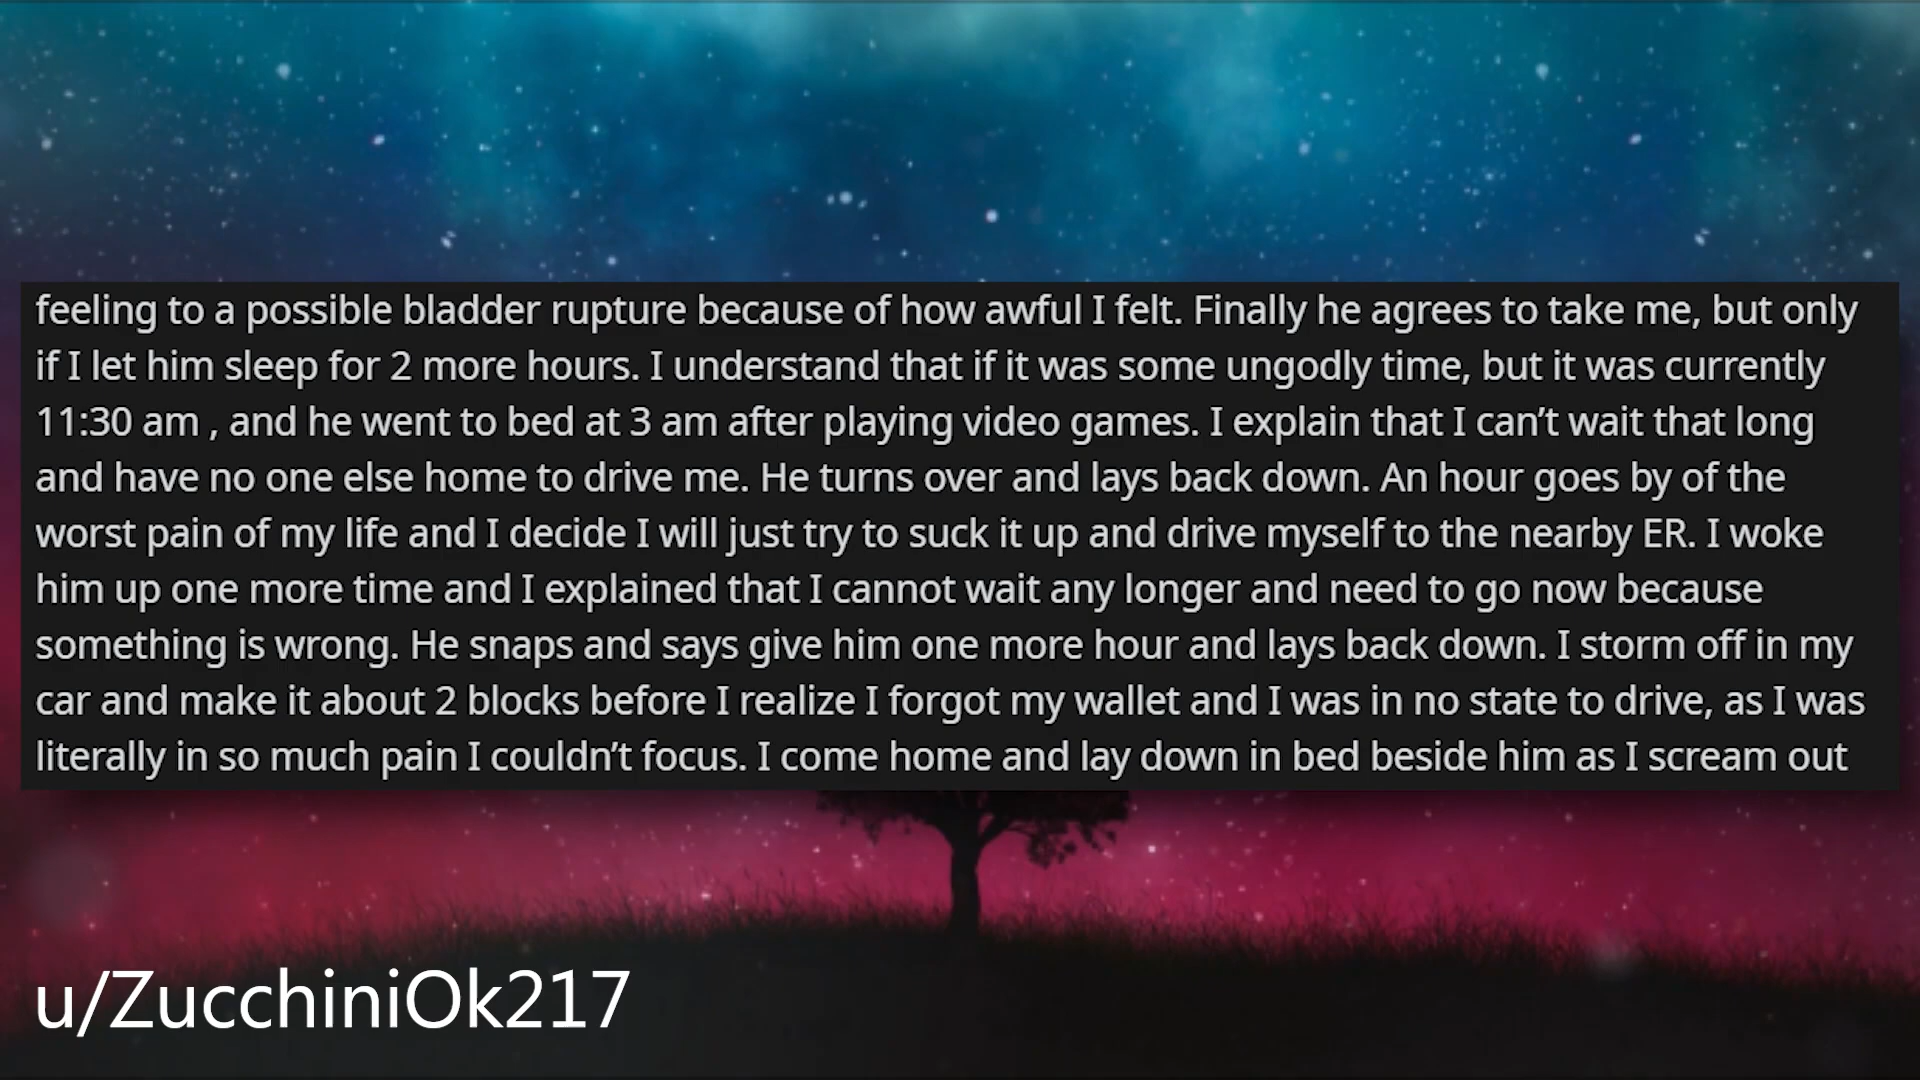 feeling to a possible bladder rupture because of how awful I felt. Finally he agrees to take me, but only
if I let him sleep for 2 more hours. I understand that if it was some ungodly time, but it was currently
11:30 am , and he went to bed at 3 am after playing video games. I explain that I can’t wait that long
and have no one else home to drive me. He turns over and lays back down. An hour goes by of the
worst pain of my life and I decide I will just try to suck it up and drive myself to the nearby ER. I woke
him up one more time and I explained that I cannot wait any longer and need to go now because
something is wrong. He snaps and says give him one more hour and lays back down. I storm off in my
car and make it about 2 blocks before I realize I forgot my wallet and I was in no state to drive, as I was
literally in so much pain I couldn’t focus. I come home and lay down in bed beside him as I scream out
u/ZucchiniOk217